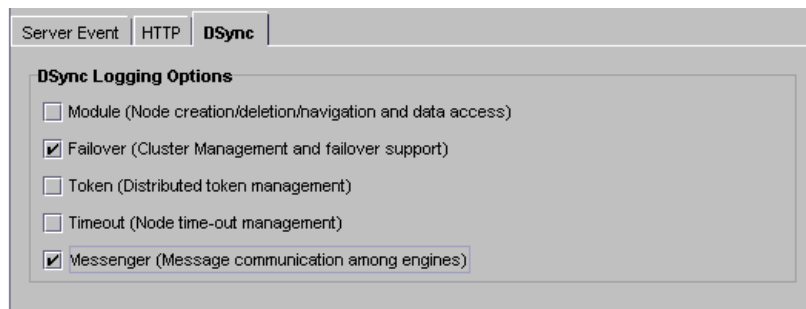 Server Event HTTP DSync
DSync Logging Options
Module (Node creation/deletion/navigation and data access)
Failover (Cluster Management and failover support)
Token (Distributed token management)
Timeout (Node time-out management)
Messenger (Message communication among engines)